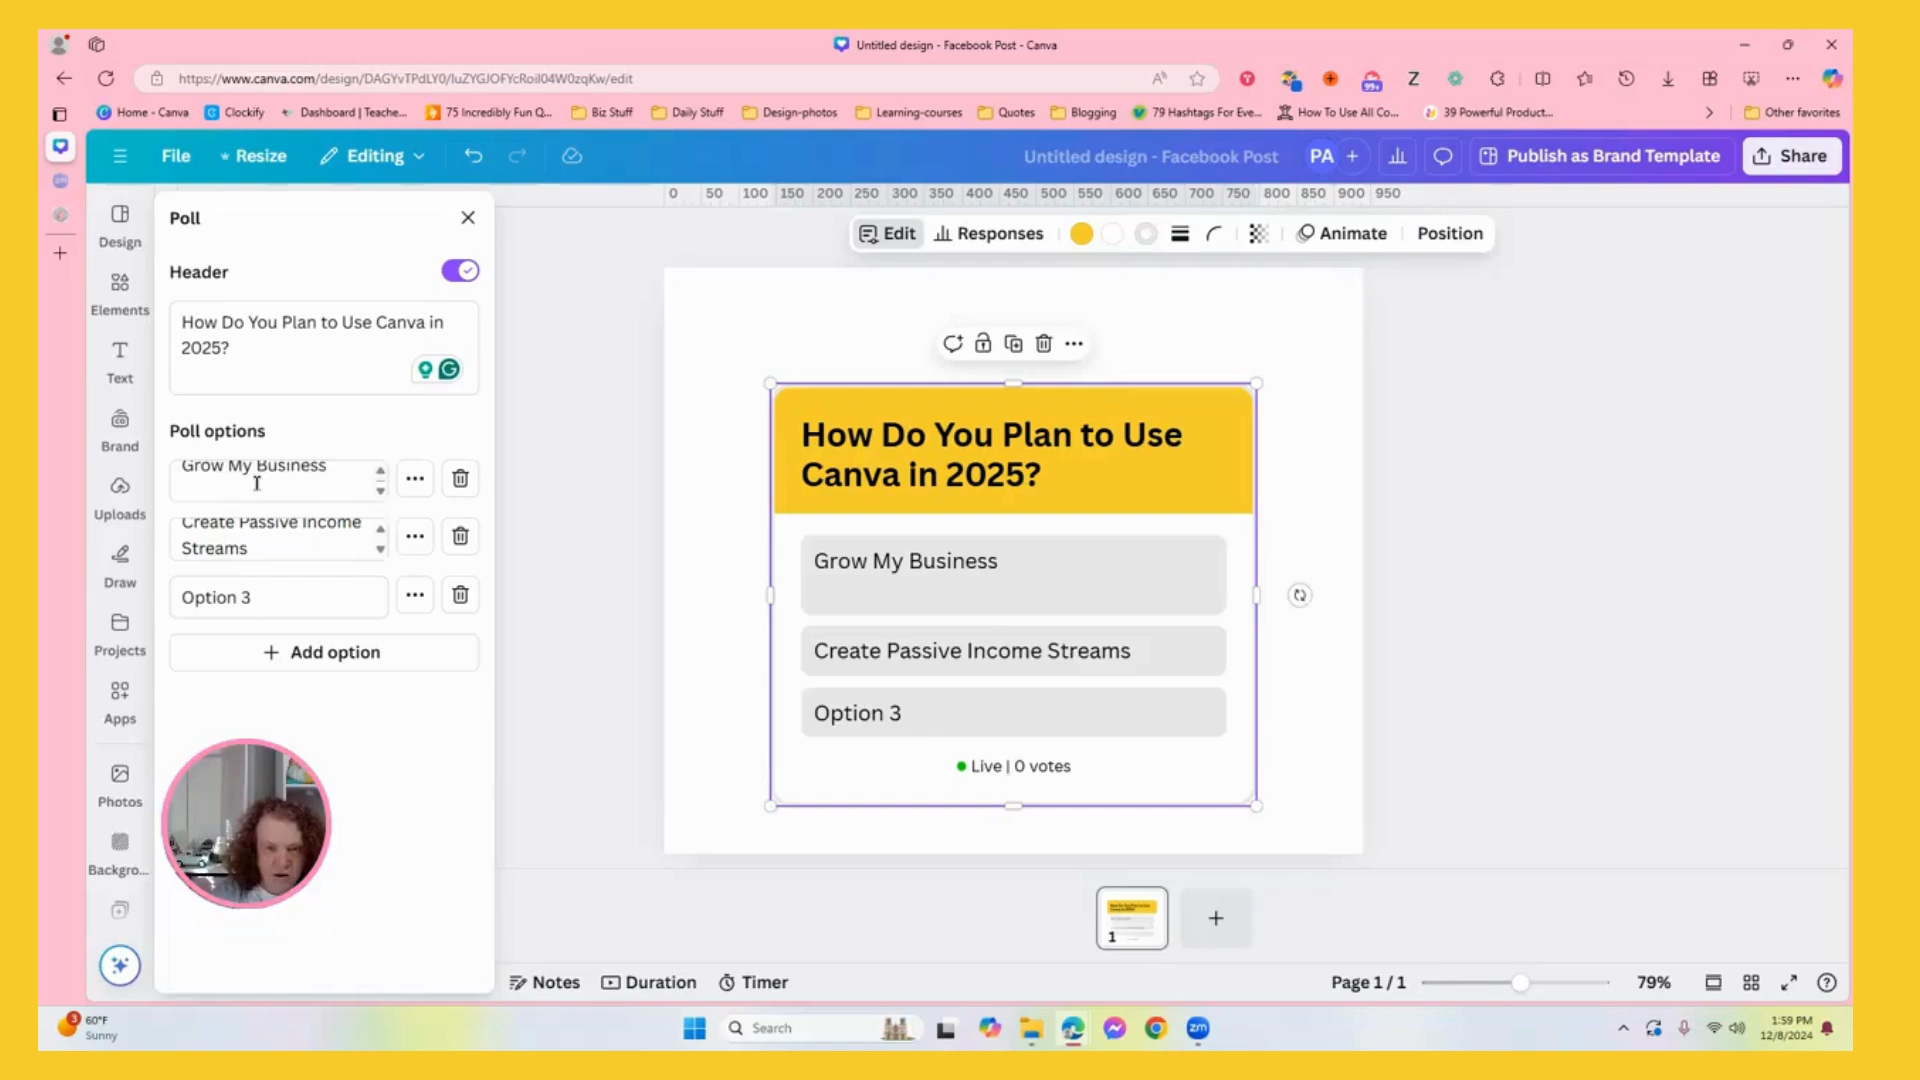 Untitled design - Facebook Post - Canva
https://www.canva.com/design/DAGYvTPdLY0/IuZYGJOFYcRoil04W0zqKw/edit
99+
Home - Canva
Clockify
Dashboard | Teache...
75 Incredibly Fun Q...
Biz Stuff
Daily Stuff
Design-photos
Learning-courses
Quotes
Blogging
79 Hashtags For Eve...
How To Use All Co...
39 Powerful Product...
Other favorites
File
Resize
Editing
Untitled design - Facebook Post
PA
Publish as Brand Template
Share
0 50 100 150 200 250 300 350 400 450 500 550 600 650 700 750 800 850 900 950
Design
Elements
Text
Brand
Uploads
Draw
Projects
Apps
Photos
Backgro...
Poll
Header
How Do You Plan to Use Canva in
2025?
Poll options
Grow My Business
Create Passive Income
Streams
Option 3
Add option
Edit
Responses
Animate
Position
How Do You Plan to Use
Canva in 2025?
Grow My Business
Create Passive Income Streams
Option 3
Live | 0 votes
1
Notes
Duration
Timer
Page 1 / 1
79%
3
60°F
Sunny
Search
zm
1:59 PM
12/8/2024